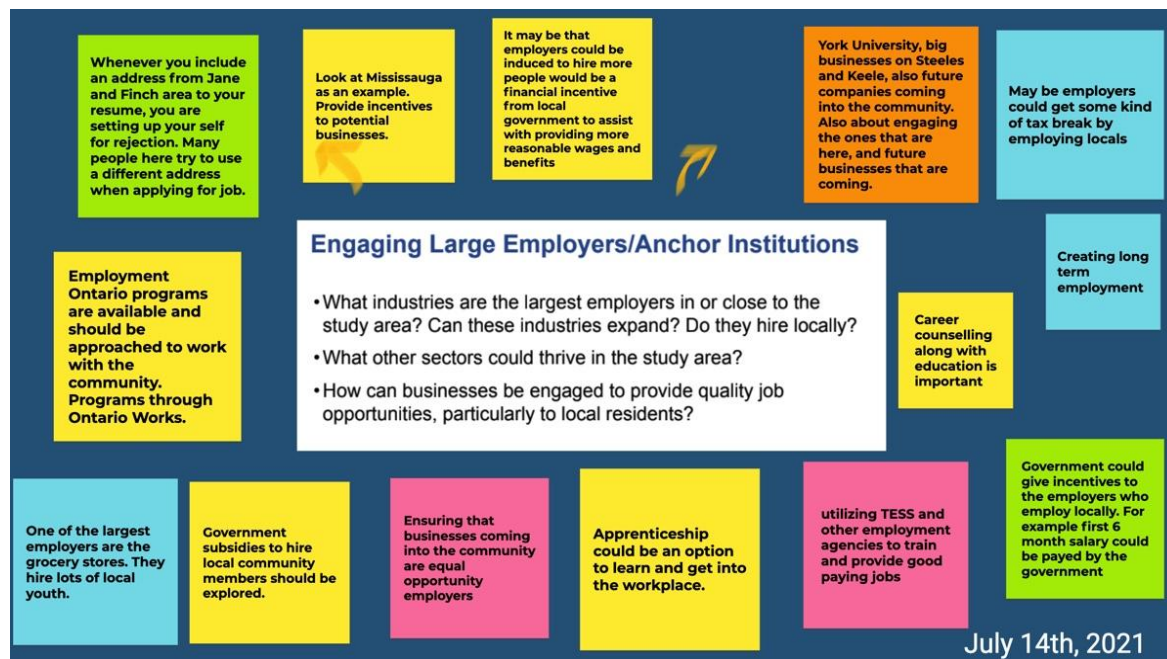 Whenever you include
an address from Jane
and Finch area to your
resume, you are
setting up your self
for rejection. Many
people here try to use
a different address
when applying for job.
Look at Mississauga
as an example.
Provide incentives
to potential
businesses.
It may be that
employers could be
induced to hire more
people would be a
financial incentive
from local
government to assist
with providing more
reasonable wages and
benefits
York University, big
businesses on Steeles
and Keele, also future
companies coming
into the community.
Also about engaging
the ones that are
here, and future
businesses that are
coming.
May be employers
could get some kind
of tax break by
employing locals
Employment
Ontario programs
are available and
should be
approached to work
with the
community.
Programs through
Ontario Works.
Engaging Large Employers/Anchor Institutions
•What industries are the largest employers in or close to the
study area? Can these industries expand? Do they hire locally?
•What other sectors could thrive in the study area?
•How can businesses be engaged to provide quality job
opportunities, particularly to local residents?
Creating long
term
employment
Career
counselling
along with
education is
important
One of the largest
employers are the
grocery stores. They
hire lots of local
youth.
Government
subsidies to hire
local community
members should be
explored.
Ensuring that
businesses coming
into the community
are equal
opportunity
employers
Apprenticeship
could be an option
to learn and get into
the workplace.
utilizing TESS and
other employment
agencies to train
and provide good
paying jobs
Government could
give incentives to
the employers who
employ locally. For
example first 6
month salary could
be payed by the
government
July 14th, 2021